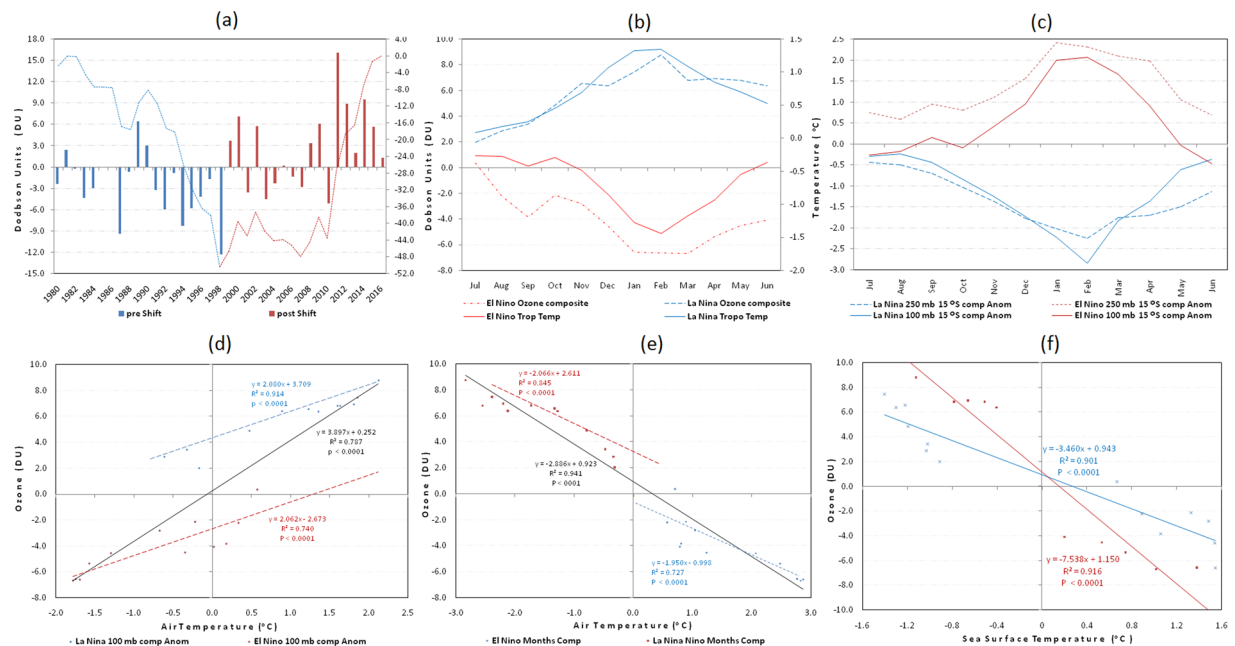 (a)
18.0
15.0
12.0
9.0
6.0
3.0
0.0
-3.0
-6.0
-9.0
-12.0
-15.0
Dodbson Units (DU)
4.0
0.0
-4.0
-8.0
-12.0
-16.0
-20.0
-24.0
-28.0
-32.0
-36.0
-40.0
-44.0
-48.0
-52.0
1980 1982 1984 1986 1988 1990 1992 1994 1996 1998 2000 2002 2004 2006 2008 2010 2012 2014 2016
pre Shift post Shift
(b)
10.0
8.0
6.0
4.0
2.0
0.0
-2.0
-4.0
-6.0
-8.0
Dobson Units (DU)
1.5
1.0
0.5
0.0
-0.5
-1.0
-1.5
-2.0
Jul Aug Sep Oct Nov Dec Jan Feb Mar Apr May Jun
El Nino Ozone composite La Nina Ozone composite
El Nino Trop Temp La Nina Tropo Temp
(c)
2.5
2.0
1.5
1.0
0.5
0.0
-0.5
-1.0
-1.5
-2.0
-2.5
-3.0
Temperature (°C)
Jul Aug Sep Oct Nov Dec Jan Feb Mar Apr May Jun
La Nina 250 mb 15 °S comp Anom El Nino 250 mb 15 °S comp Anom
La Nina 100 mb 15 °S comp Anom El Nino 100 mb 15 °S comp Anom
(d)
10.0
8.0
6.0
4.0
2.0
0.0
-2.0
-4.0
-6.0
-8.0
Ozone (DU)
y = 2.080x + 3.709
R² = 0.914
p < 0.0001
y = 3.897x + 0.252
R² = 0.787
p < 0.0001
y = 2.062x - 2.673
R² = 0.740
P < 0.0001
-2.0 -1.0 0.0 1.0 2.0 3.0
Air Temperature (°C)
La Nina 100 mb comp Anom El Nino 100 mb comp Anom
(e)
10.0
8.0
6.0
4.0
2.0
0.0
-2.0
-4.0
-6.0
-8.0
Ozone (DU)
y = -2.066x + 2.611
R² = 0.845
P < 0.0001
y = -2.886x + 0.923
R² = 0.941
P < 0001
y = -1.950x - 0.998
R² = 0.727
P < 0.0001
-3.0 -2.0 -1.0 0.0 1.0 2.0 3.0
Air Temperature (°C)
El Nino Months Comp La Nina Nino Months Comp
(f)
10.0
8.0
6.0
4.0
2.0
0.0
-2.0
-4.0
-6.0
-8.0
-10.0
Ozone (DU)
y = -3.460x + 0.943
R² = 0.901
P < 0.0001
y = -7.538x + 1.150
R² = 0.916
P < 0.0001
-1.6 -1.2 -0.8 -0.4 0 0.4 0.8 1.2 1.6
Sea Surface Temperature (°C)